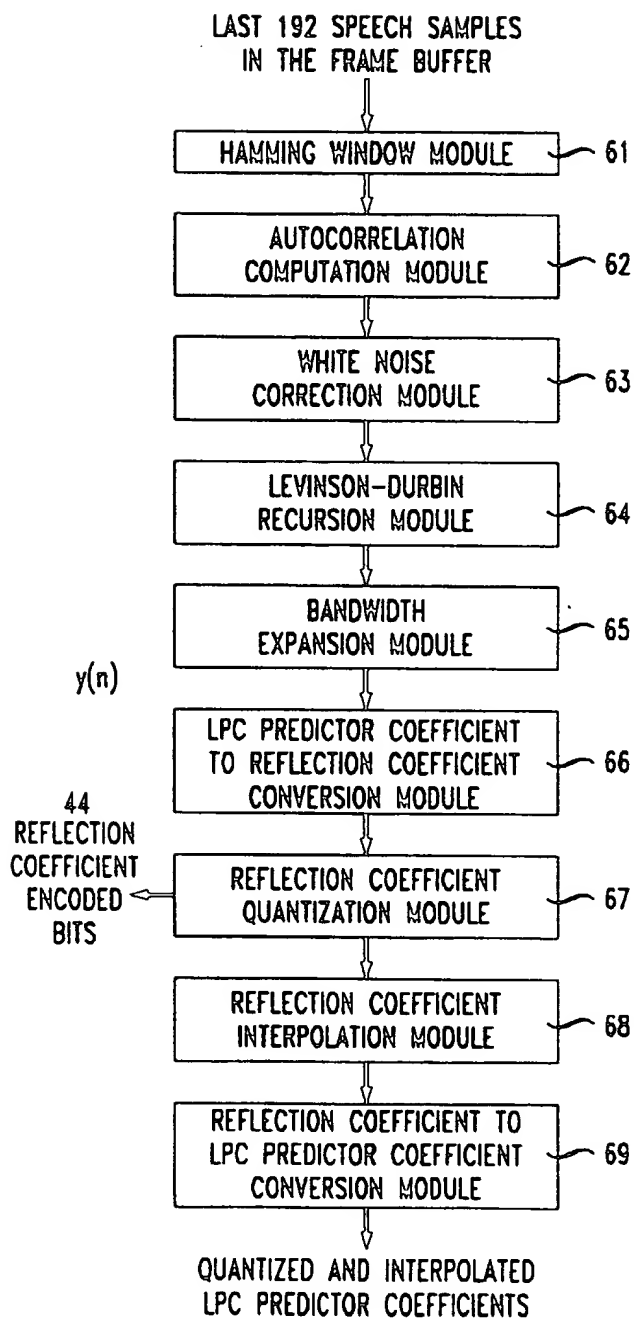 LAST 192 SPEECH SAMPLES
IN THE FRAME BUFFER
HAMMING WINDOW MODULE
61
AUTOCORRELATION
COMPUTATION MODULE
62
WHITE NOISE
CORRECTION MODULE
63
LEVINSON-DURBIN
RECURSION MODULE
64
BANDWIDTH
EXPANSION MODULE
65
y(n)
LPC PREDICTOR COEFFICIENT
TO REFLECTION COEFFICIENT
CONVERSION MODULE
66
44
REFLECTION
COEFFICIENT
ENCODED
BITS
REFLECTION COEFFICIENT
QUANTIZATION MODULE
67
REFLECTION COEFFICIENT
INTERPOLATION MODULE
68
REFLECTION COEFFICIENT TO
LPC PREDICTOR COEFFICIENT
CONVERSION MODULE
69
QUANTIZED AND INTERPOLATED
LPC PREDICTOR COEFFICIENTS